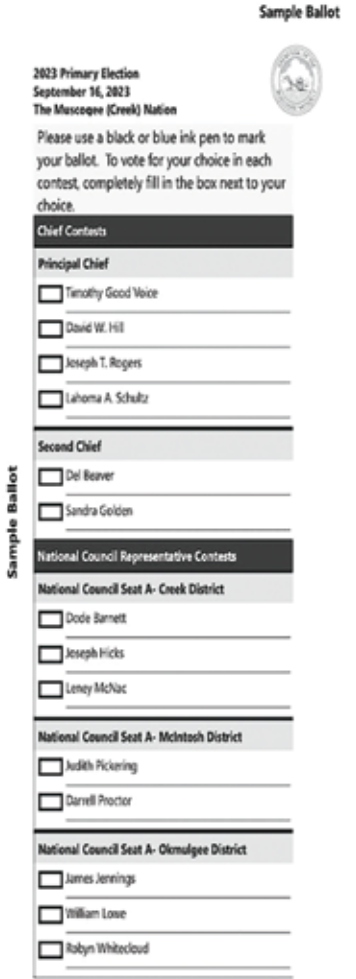 Sample Ballot
2023 Primary Election
September 16, 2023
The Muscogee (Creek) Nation
Please use a black or blue ink pen to mark
your ballot. To vote for your choice in each
contest, completely fill in the box next to your
choice.
Chief Contests
Principal Chief
Timothy Good Voice
David W. Hill
Joseph T. Rogers
Lahoma A. Schultz
Second Chief
Del Beaver
Sandra Golden
Sample Ballot
National Council Representative Contests
National Council Seat A- Creek District
Dode Barnett
Joseph Hicks
Leney McNac
National Council Seat A- McIntosh District
Judith Pickering
Darrell Proctor
National Council Seat A- Okmulgee District
James Jennings
William Lowe
Robyn Whitecloud